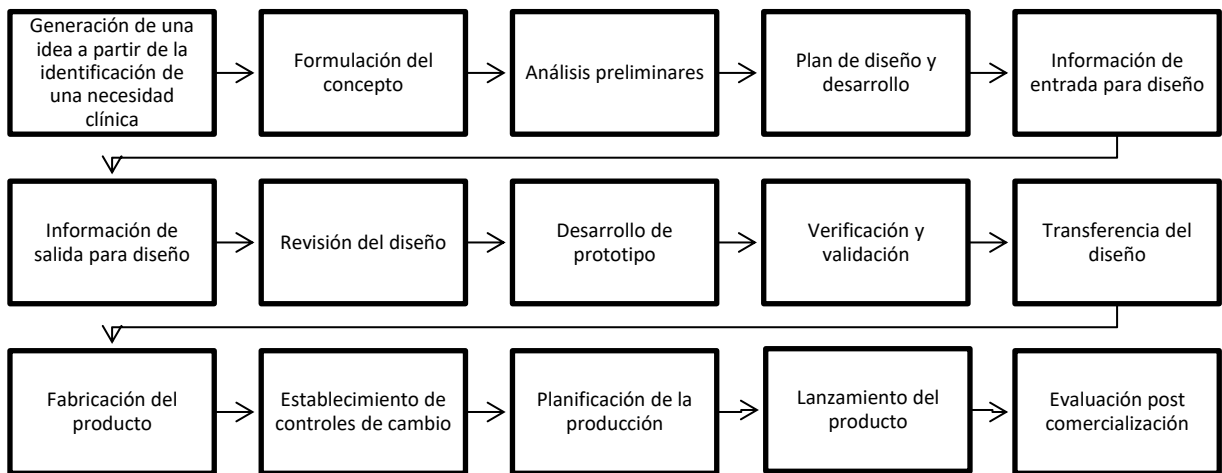 Generación de una
idea a partir de la
identificación de
una necesidad
clínica
Formulación del
concepto
Análisis preliminares
Plan de diseño y
desarrollo
Información de
entrada para diseño
Información de
salida para diseño
Revisión del diseño
Desarrollo de
prototipo
Verificación y
validación
Transferencia del
diseño
Fabricación del
producto
Establecimiento de
controles de cambio
Planificación de la
producción
Lanzamiento del
producto
Evaluación post
comercialización